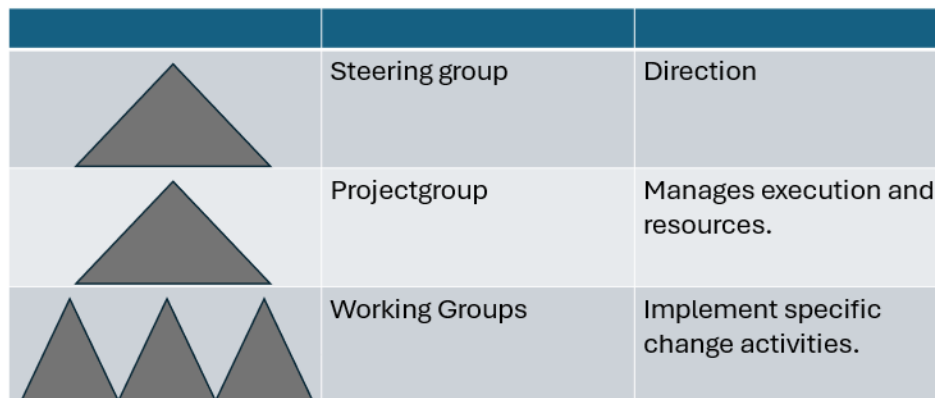 Steering group
Direction
Projectgroup
Manages execution and
resources.
Working Groups
Implement specific
change activities.